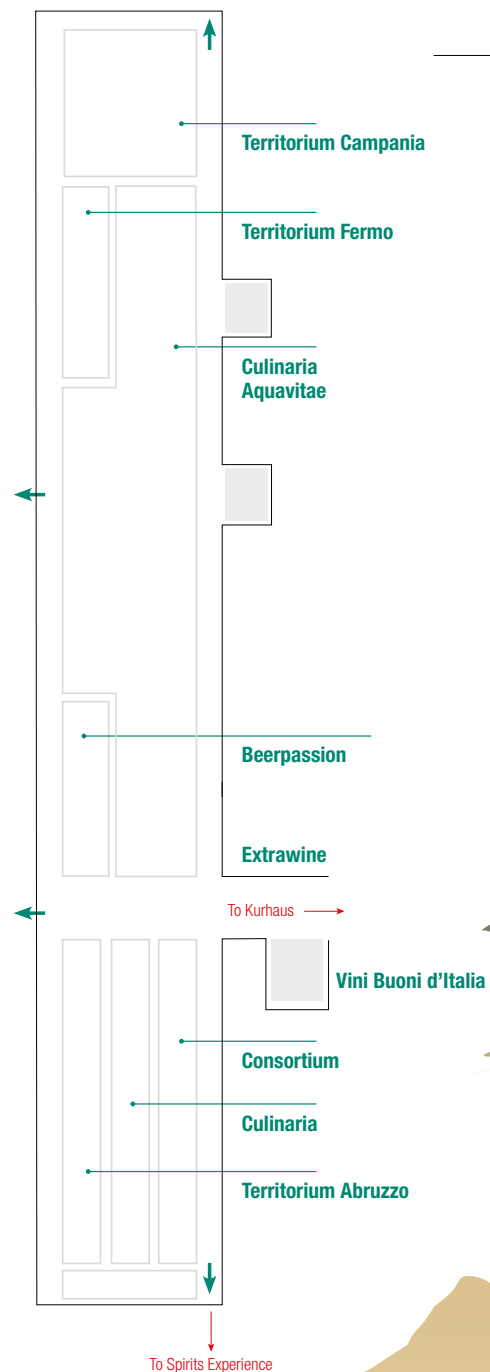 Territorium Campania
Territorium Fermo
Culinaria
Aquavitae
Beerpassion
Extrawine
To Kurhaus
Vini Buoni d’Italia
Consortium
Culinaria
Territorium Abruzzo
To Spirits Experience